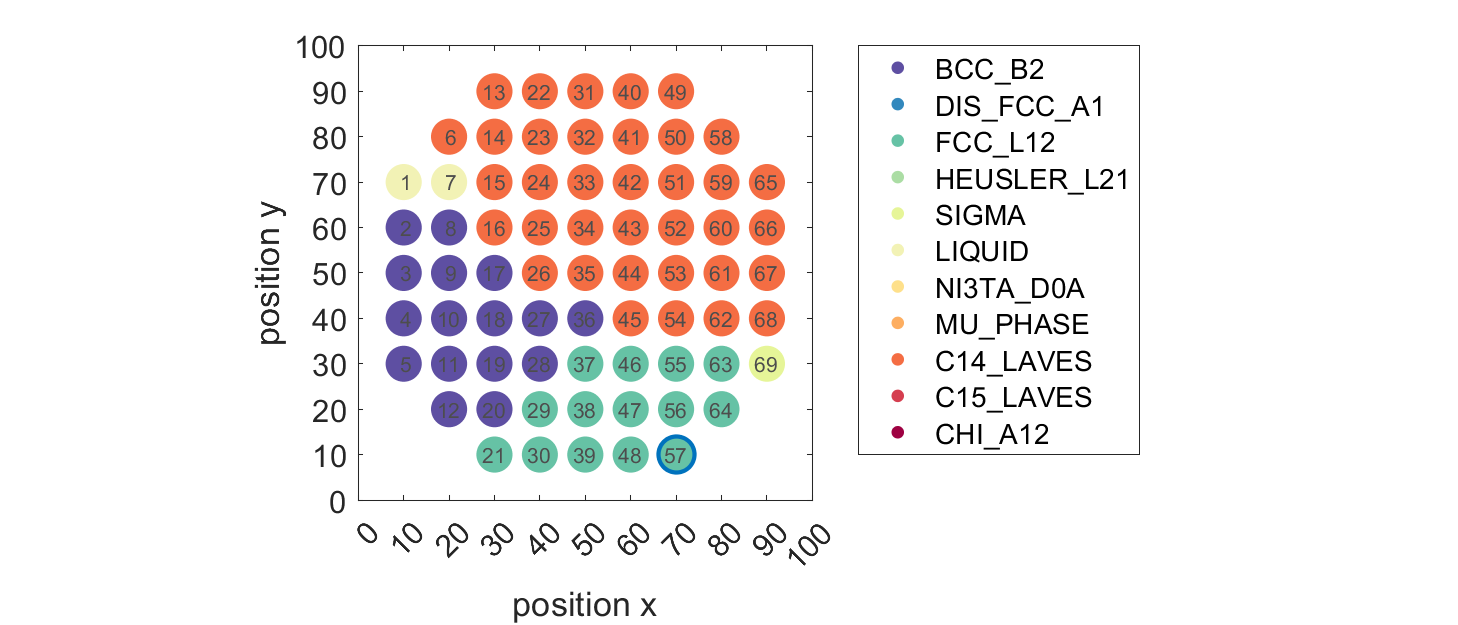 100
90 13 22 31 40 49
80 6 14 23 32 41 50 58
70 1 7 15 24 33 42 51 59 65
60 2 8 16 25 34 43 52 60 66
50 3 9 17 26 35 44 53 61 67
40 4 10 18 27 36 45 54 62 68
30 5 11 19 28 37 46 55 63 69
20 12 20 29 38 47 56 64
10 21 30 39 48 57
0
0 10 20 30 40 50 60 70 80 90 100
position x
position y
BCC_B2
DIS_FCC_A1
FCC_L12
HEUSLER_L21
SIGMA
LIQUID
NI3TA_D0A
MU_PHASE
C14_LAVES
C15_LAVES
CHI_A12